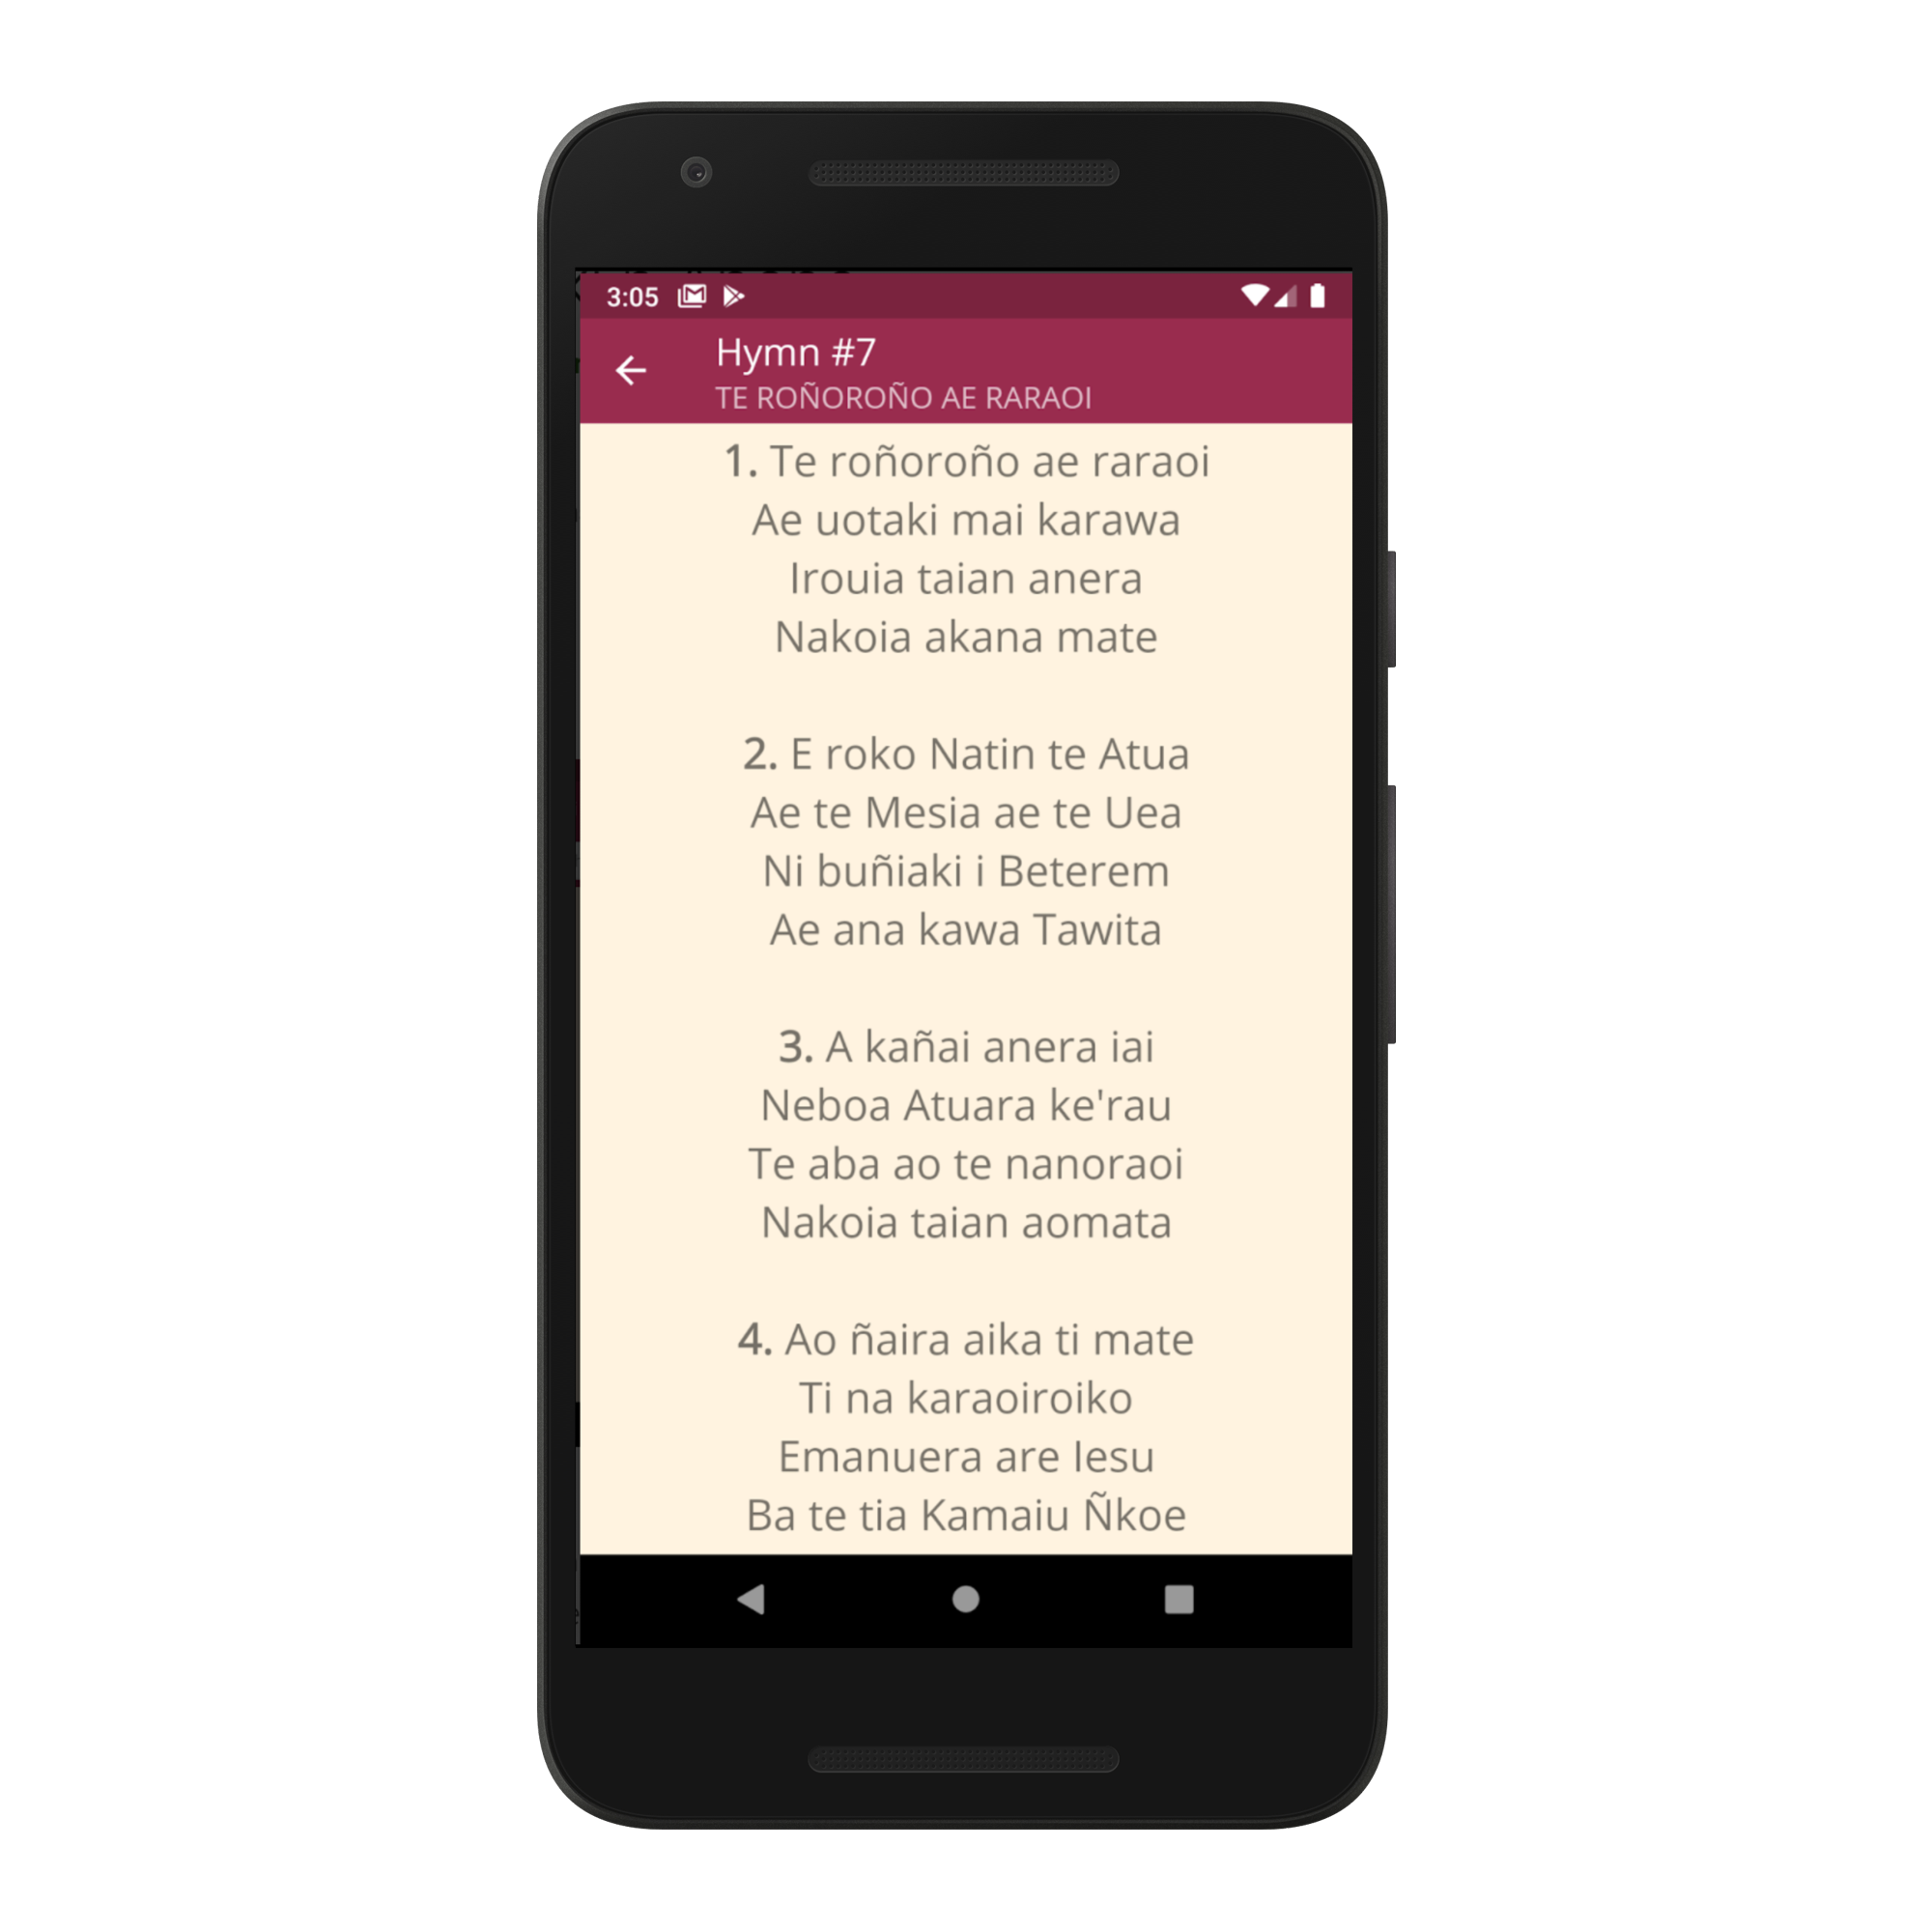 3:05
Hymn #7
TE ROÑOROÑO AE RARAOI
1. Te roñoroño ae raraoi
Ae uotaki mai karawa
Irouia taian anera
Nakoia akana mate
2. E roko Natin te Atua
Ae te Mesia ae te Uea
Ni buñiaki i Beterem
Ae ana kawa Tawita
3. A kañai anera iai
Neboa Atuara ke'rau
Te aba ao te nanoraoi
Nakoia taian aomata
4. Ao ñaira aika ti mate
Ti na karaoiroiko
Emanuera are Iesu
Ba te tia Kamaiu Ñkoe